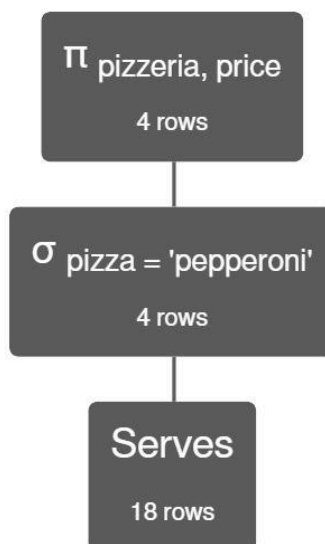 π pizzeria, price
4 rows
σ pizza = 'pepperoni'
4 rows
Serves
18 rows